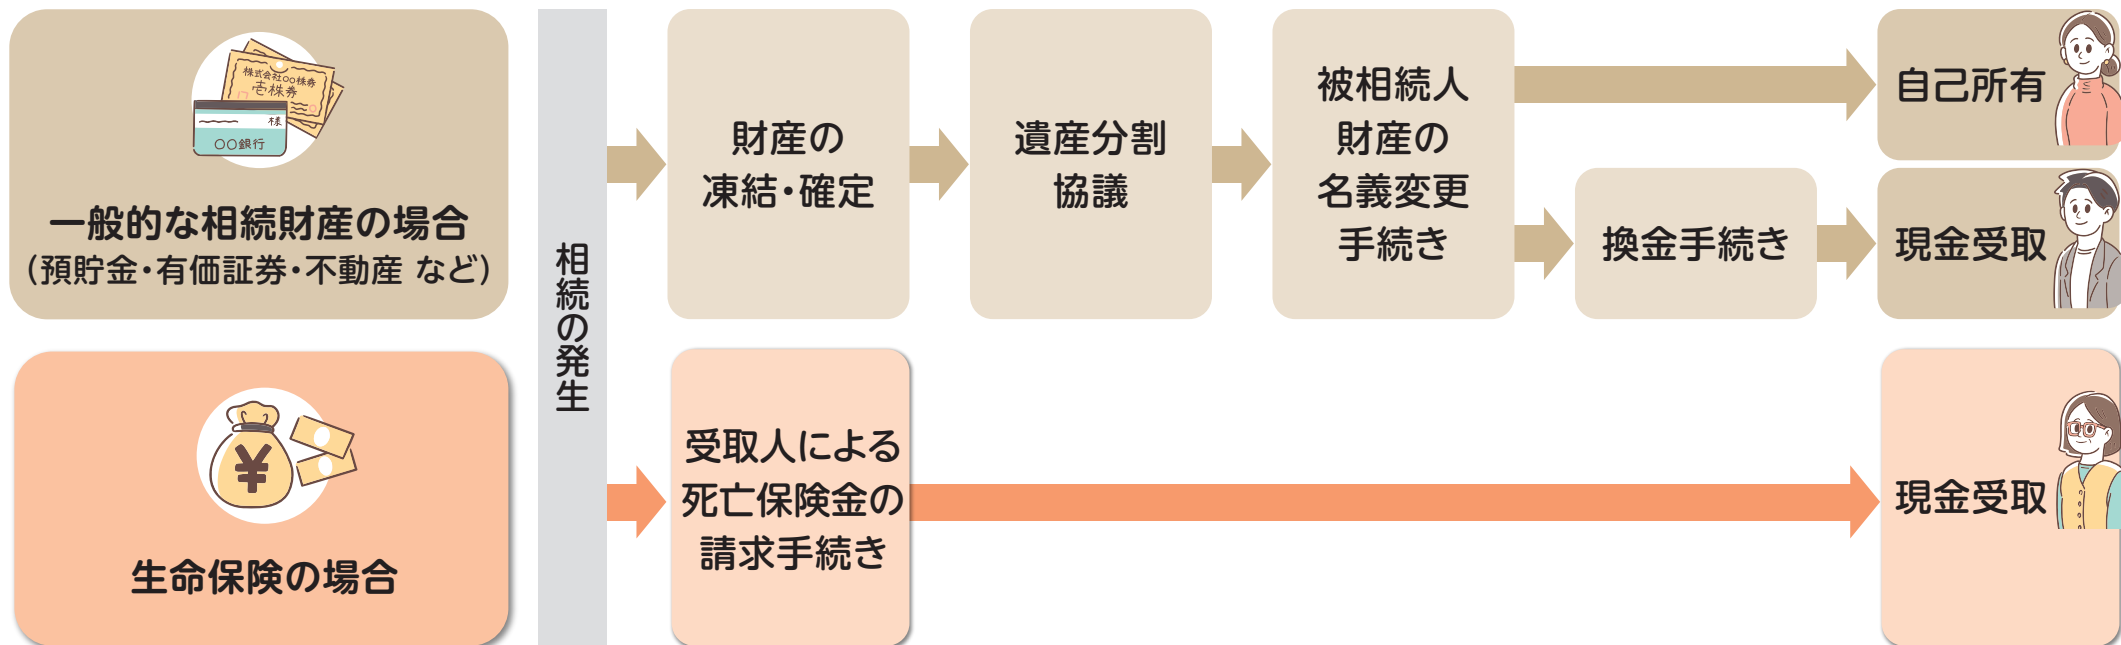 株式会社○○株券
壱株券
様
○○銀行
一般的な相続財産の場合
（預貯金・有価証券・不動産 など）
生命保険の場合
相続の発生
財産の
凍結・確定
遺産分割
協議
被相続人
財産の
名義変更
手続き
自己所有
換金手続き
現金受取
受取人による
死亡保険金の
請求手続き
現金受取